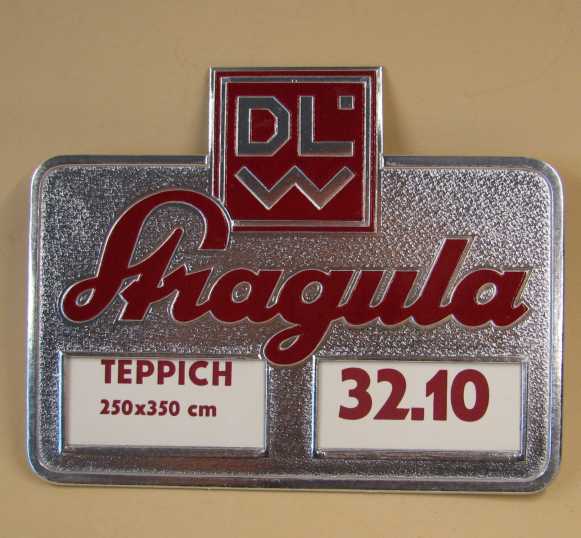 DL
W
Stragula
TEPPICH
250x350 cm
32.10